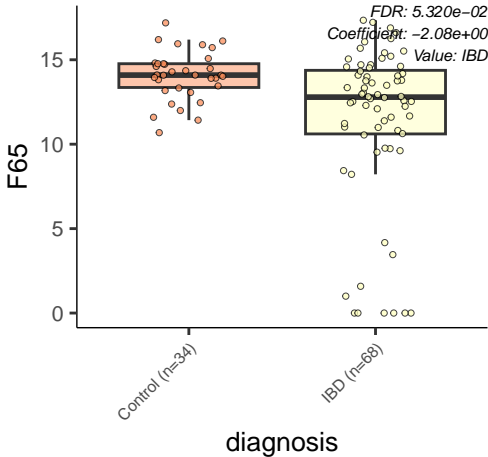 FDR: 5.320e−02
Coefficient: −2.08e+00
Value: IBD
15
10
5
0
F65
Control (n=34)
IBD (n=68)
diagnosis